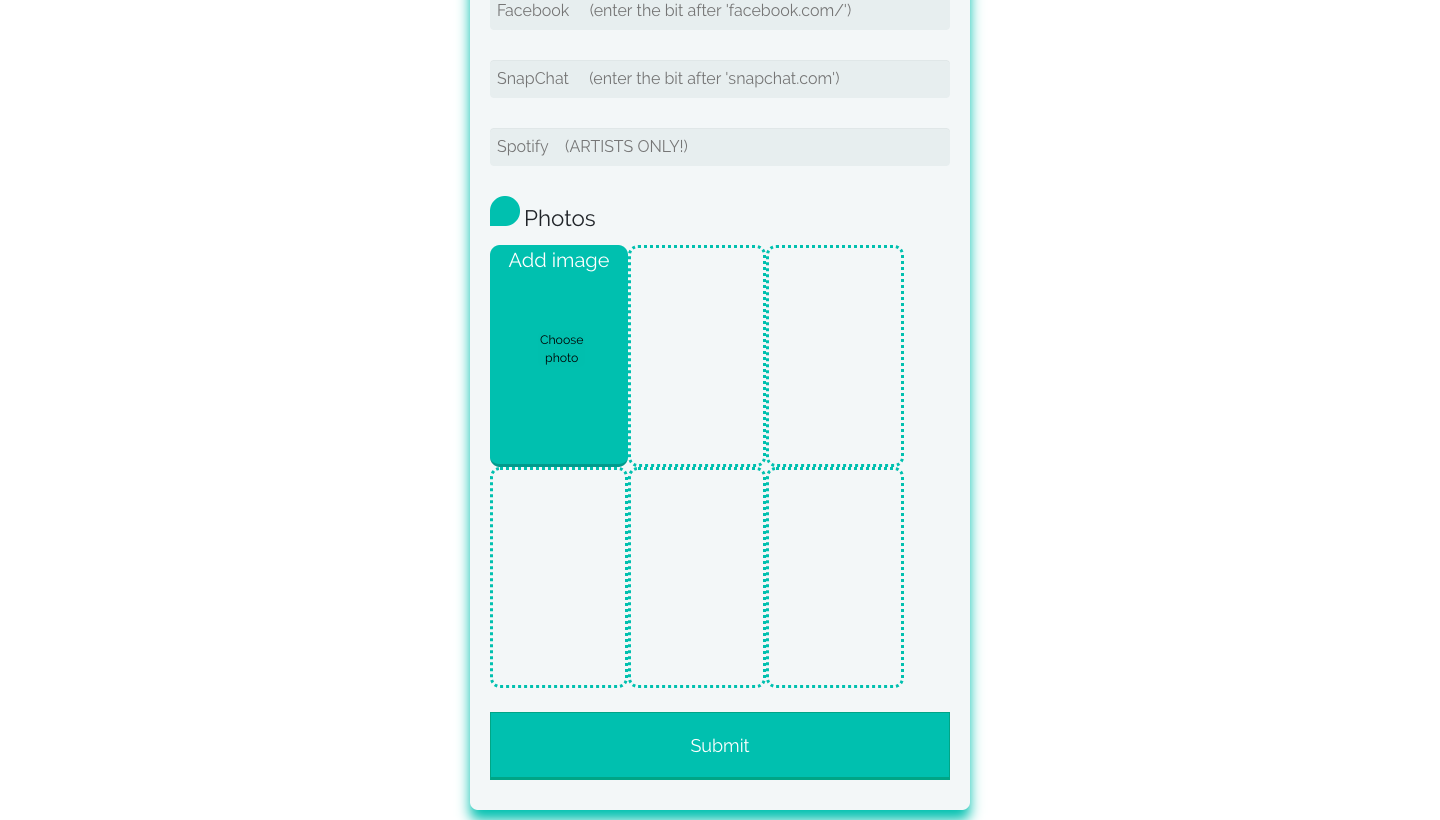 Facebook (enter the bit after 'facebook.com/')
SnapChat (enter the bit after 'snapchat.com')
Spotify (ARTISTS ONLY!)
Photos
Add image
Choose
photo
Submit